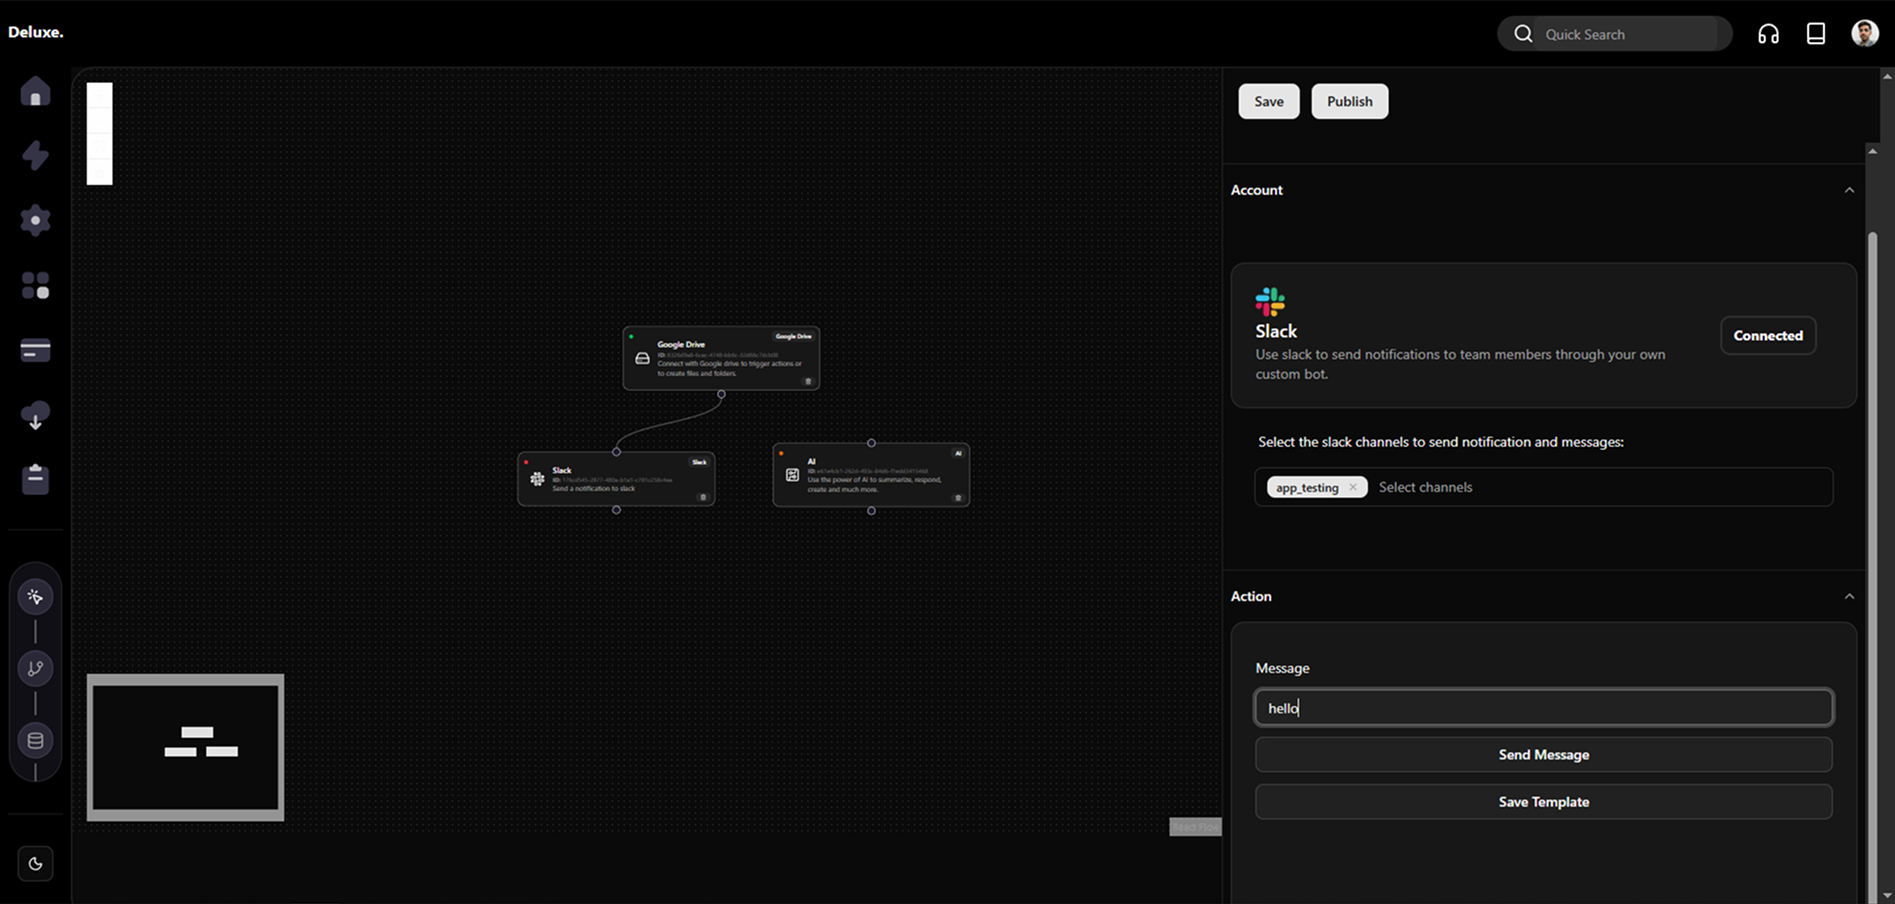 Deluxe.
Quick Search
Save
Publish
Account
Slack
Use slack to send notifications to team members through your own
custom bot.
Connected
Select the slack channels to send notification and messages:
app_testing × Select channels
Action
Message
hello
Send Message
Save Template
Google Drive
Google Drive
ID:
Connect with Google drive to trigger actions or
to create files and folders.
Slack
Slack
ID:
Send a notification to slack
AI
AI
ID:
Use the power of AI to summarize, respond,
create and much more.
React Flow